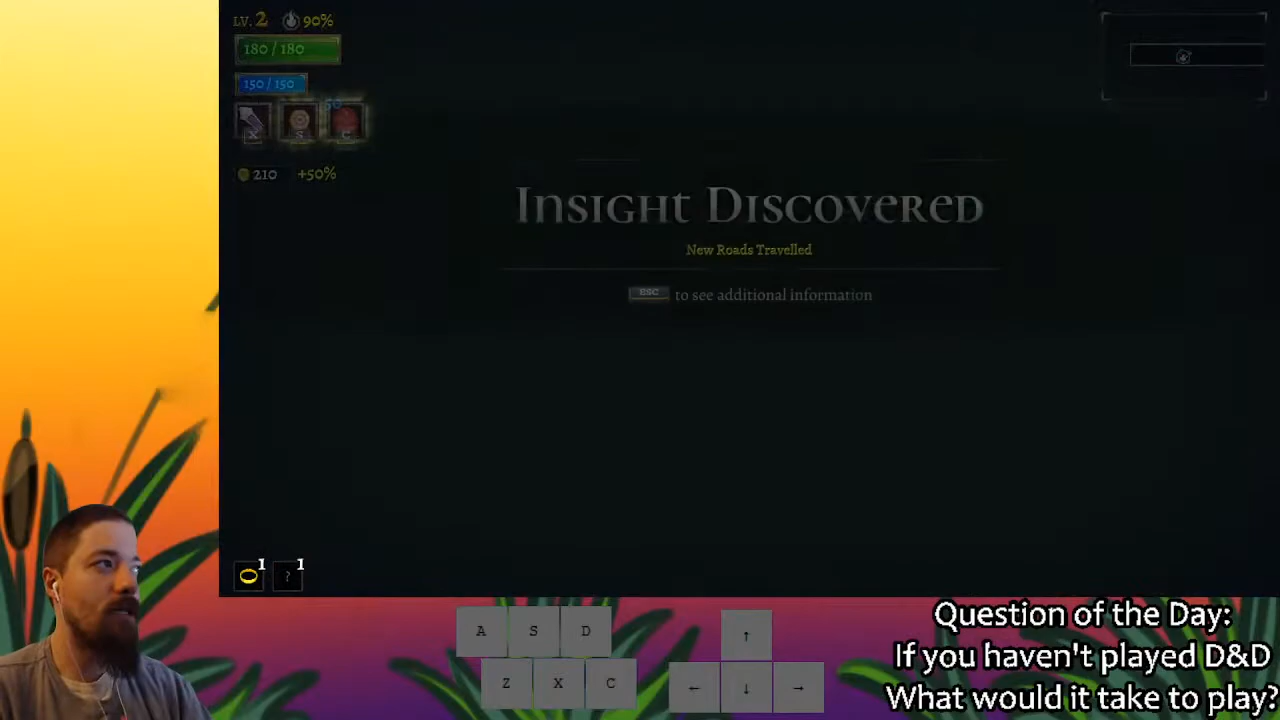 LV. 2 90%
180 / 180
150 / 150
50
X S C
210 +50%
Insight Discovered
New Roads Travelled
ESC to see additional information
1 ? 1
A S D ↑
Z X C ← ↓ →
Question of the Day:
If you haven't played D&D
What would it take to play?